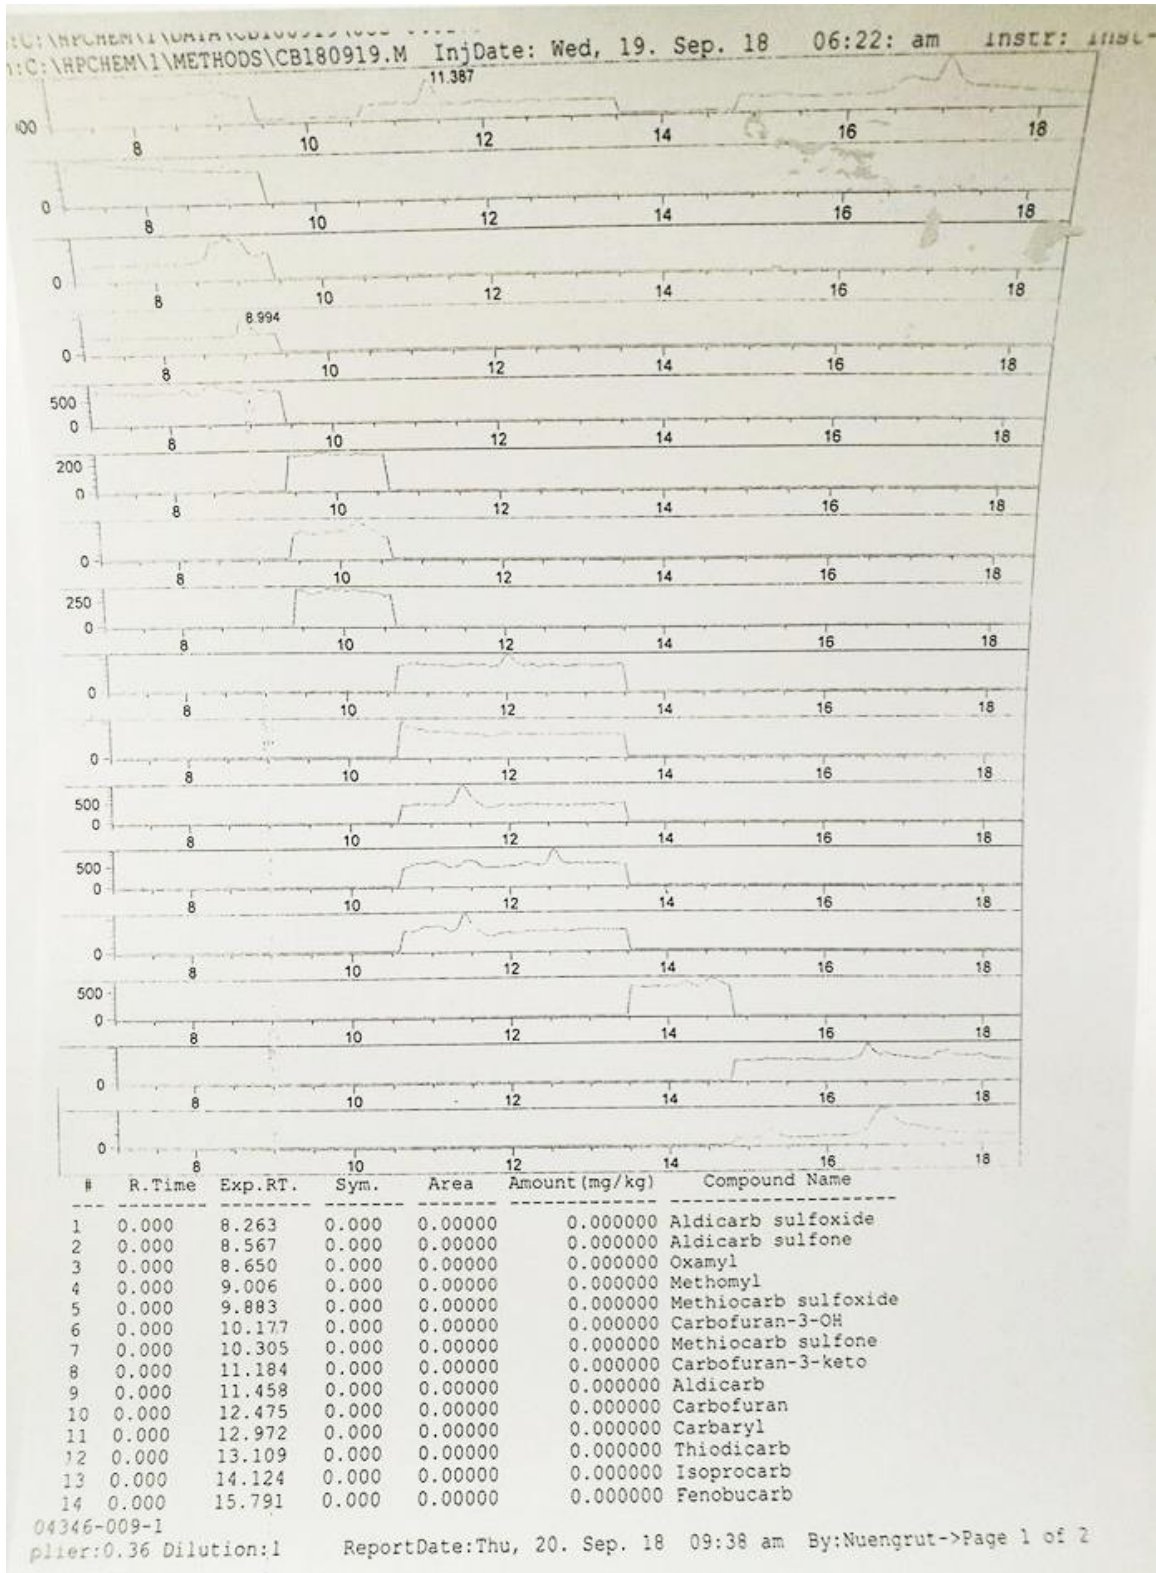 :C:\HPCHEM\1\DATA\
:C:\HPCHEM\1\METHODS\CB180919.M InjDate: Wed, 19. Sep. 18 06:22: am Instr:
11.387
8 10 12 14 16 18
0
8 10 12 14 16 18
0
8 10 12 14 16 18
8.994
0
8 10 12 14 16 18
500
0
8 10 12 14 16 18
200
0
8 10 12 14 16 18
0
8 10 12 14 16 18
250
0
8 10 12 14 16 18
0
8 10 12 14 16 18
0
8 10 12 14 16 18
500
0
8 10 12 14 16 18
500
0
8 10 12 14 16 18
0
8 10 12 14 16 18
500
0
8 10 12 14 16 18
0
8 10 12 14 16 18
0
8 10 12 14 16 18
# R.Time Exp.RT. Sym. Area Amount(mg/kg) Compound Name
1 0.000 8.263 0.000 0.00000 0.000000 Aldicarb sulfoxide
2 0.000 8.567 0.000 0.00000 0.000000 Aldicarb sulfone
3 0.000 8.650 0.000 0.00000 0.000000 Oxamyl
4 0.000 9.006 0.000 0.00000 0.000000 Methomyl
5 0.000 9.883 0.000 0.00000 0.000000 Methiocarb sulfoxide
6 0.000 10.177 0.000 0.00000 0.000000 Carbofuran-3-OH
7 0.000 10.305 0.000 0.00000 0.000000 Methiocarb sulfone
8 0.000 11.184 0.000 0.00000 0.000000 Carbofuran-3-keto
9 0.000 11.458 0.000 0.00000 0.000000 Aldicarb
10 0.000 12.475 0.000 0.00000 0.000000 Carbofuran
11 0.000 12.972 0.000 0.00000 0.000000 Carbaryl
12 0.000 13.109 0.000 0.00000 0.000000 Thiodicarb
13 0.000 14.124 0.000 0.00000 0.000000 Isoprocarb
14 0.000 15.791 0.000 0.00000 0.000000 Fenobucarb
04346-009-1
plier:0.36 Dilution:1 ReportDate:Thu, 20. Sep. 18 09:38 am By:Nuengrut->Page 1 of 2